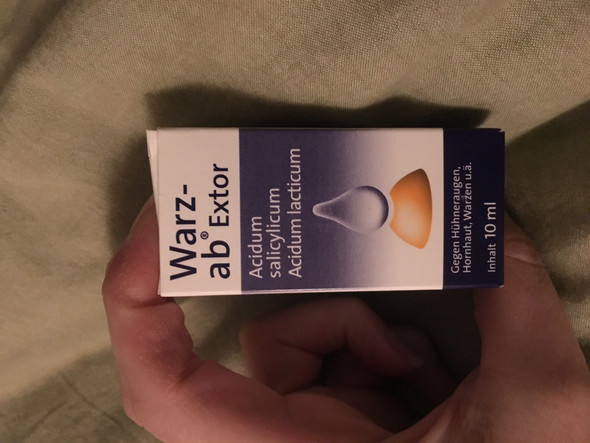 Warz-
ab® Extor
Acidum
salicylicum
Acidum lacticum
Gegen Hühneraugen,
Hornhaut, Warzen u.ä.
Inhalt 10 ml